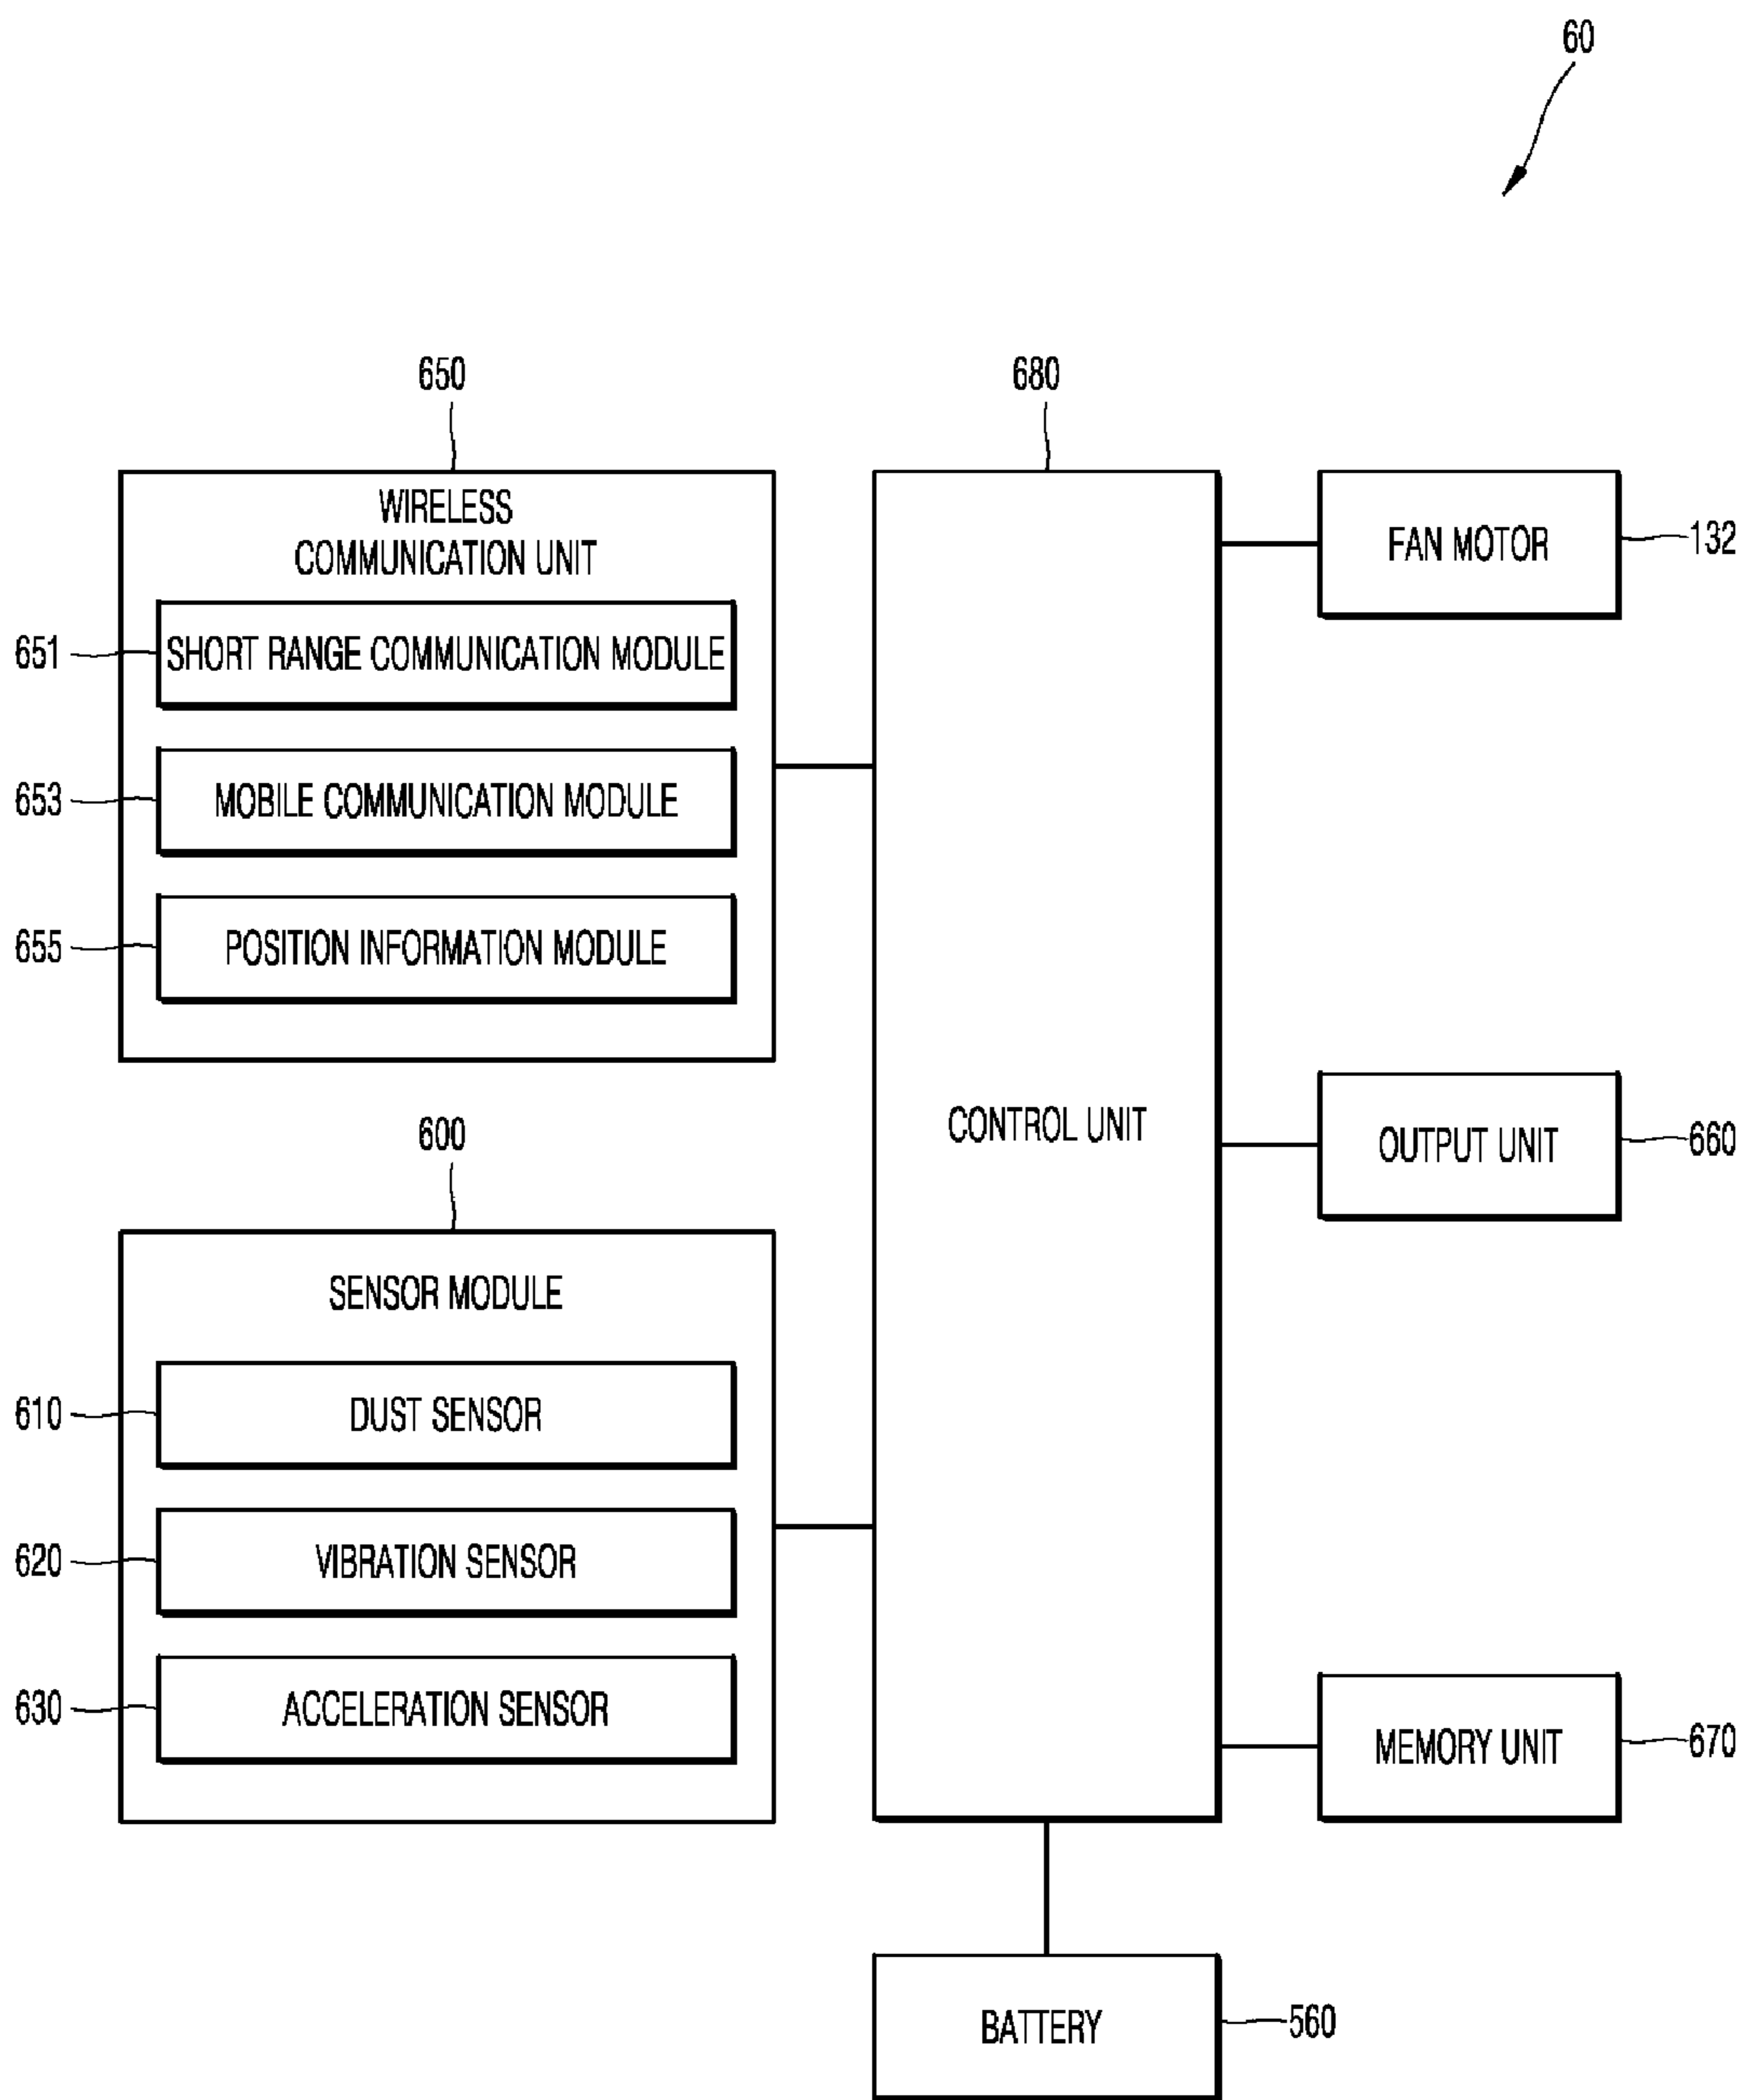 60
650
680
WIRELESS
COMMUNICATION UNIT
FAN MOTOR
132
651
SHORT RANGE COMMUNICATION MODULE
653
MOBILE COMMUNICATION MODULE
655
POSITION INFORMATION MODULE
600
CONTROL UNIT
OUTPUT UNIT
660
SENSOR MODULE
610
DUST SENSOR
620
VIBRATION SENSOR
630
ACCELERATION SENSOR
MEMORY UNIT
670
BATTERY
560